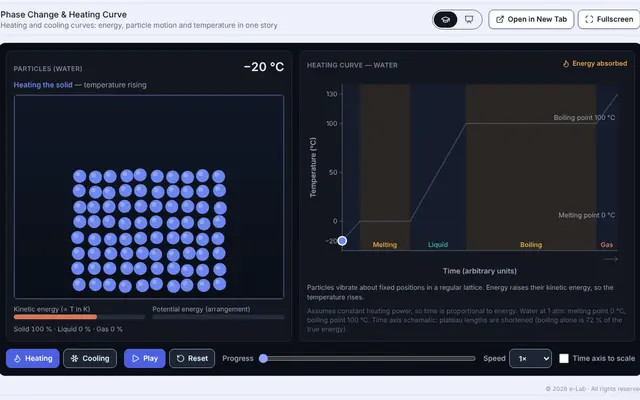 Phase Change & Heating Curve
Heating and cooling curves: energy, particle motion and temperature in one story
Open in New Tab
Fullscreen
PARTICLES (WATER)
−20 °C
Heating the solid — temperature rising
Kinetic energy (∝ T in K)
Potential energy (arrangement)
Solid 100 % · Liquid 0 % · Gas 0 %
HEATING CURVE — WATER
Energy absorbed
130
100
50
0
−20
Temperature (°C)
Boiling point 100 °C
Melting point 0 °C
Melting
Liquid
Boiling
Gas
Time (arbitrary units)
Particles vibrate about fixed positions in a regular lattice. Energy raises their kinetic energy, so the
temperature rises.
Assumes constant heating power, so time is proportional to energy. Water at 1 atm: melting point 0 °C,
boiling point 100 °C. Time axis schematic: plateau lengths are shortened (boiling alone is 72 % of the
true energy).
Heating
Cooling
Play
Reset
Progress
Speed
1×
Time axis to scale
© 2026 e-Lab · All rights reserved